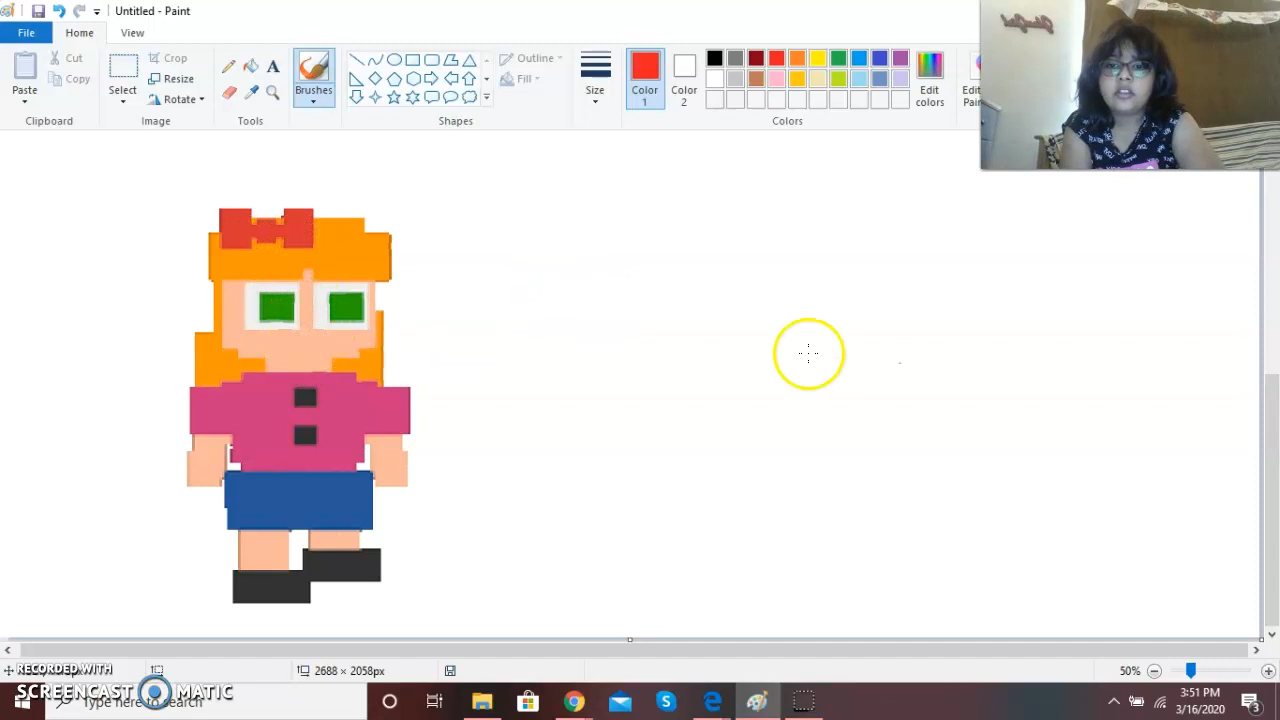 Untitled - Paint
File
Home
View
Paste
Cut
Copy
Clipboard
Select
Crop
Resize
Rotate
Image
A
Tools
Brushes
Outline
Fill
Shapes
Size
Color
1
Color
2
Colors
Edit
colors
RECORDED WITH
2688 × 2058px
50%
SCREENCAST MATIC
Type here to search
3:51 PM
3/16/2020
3